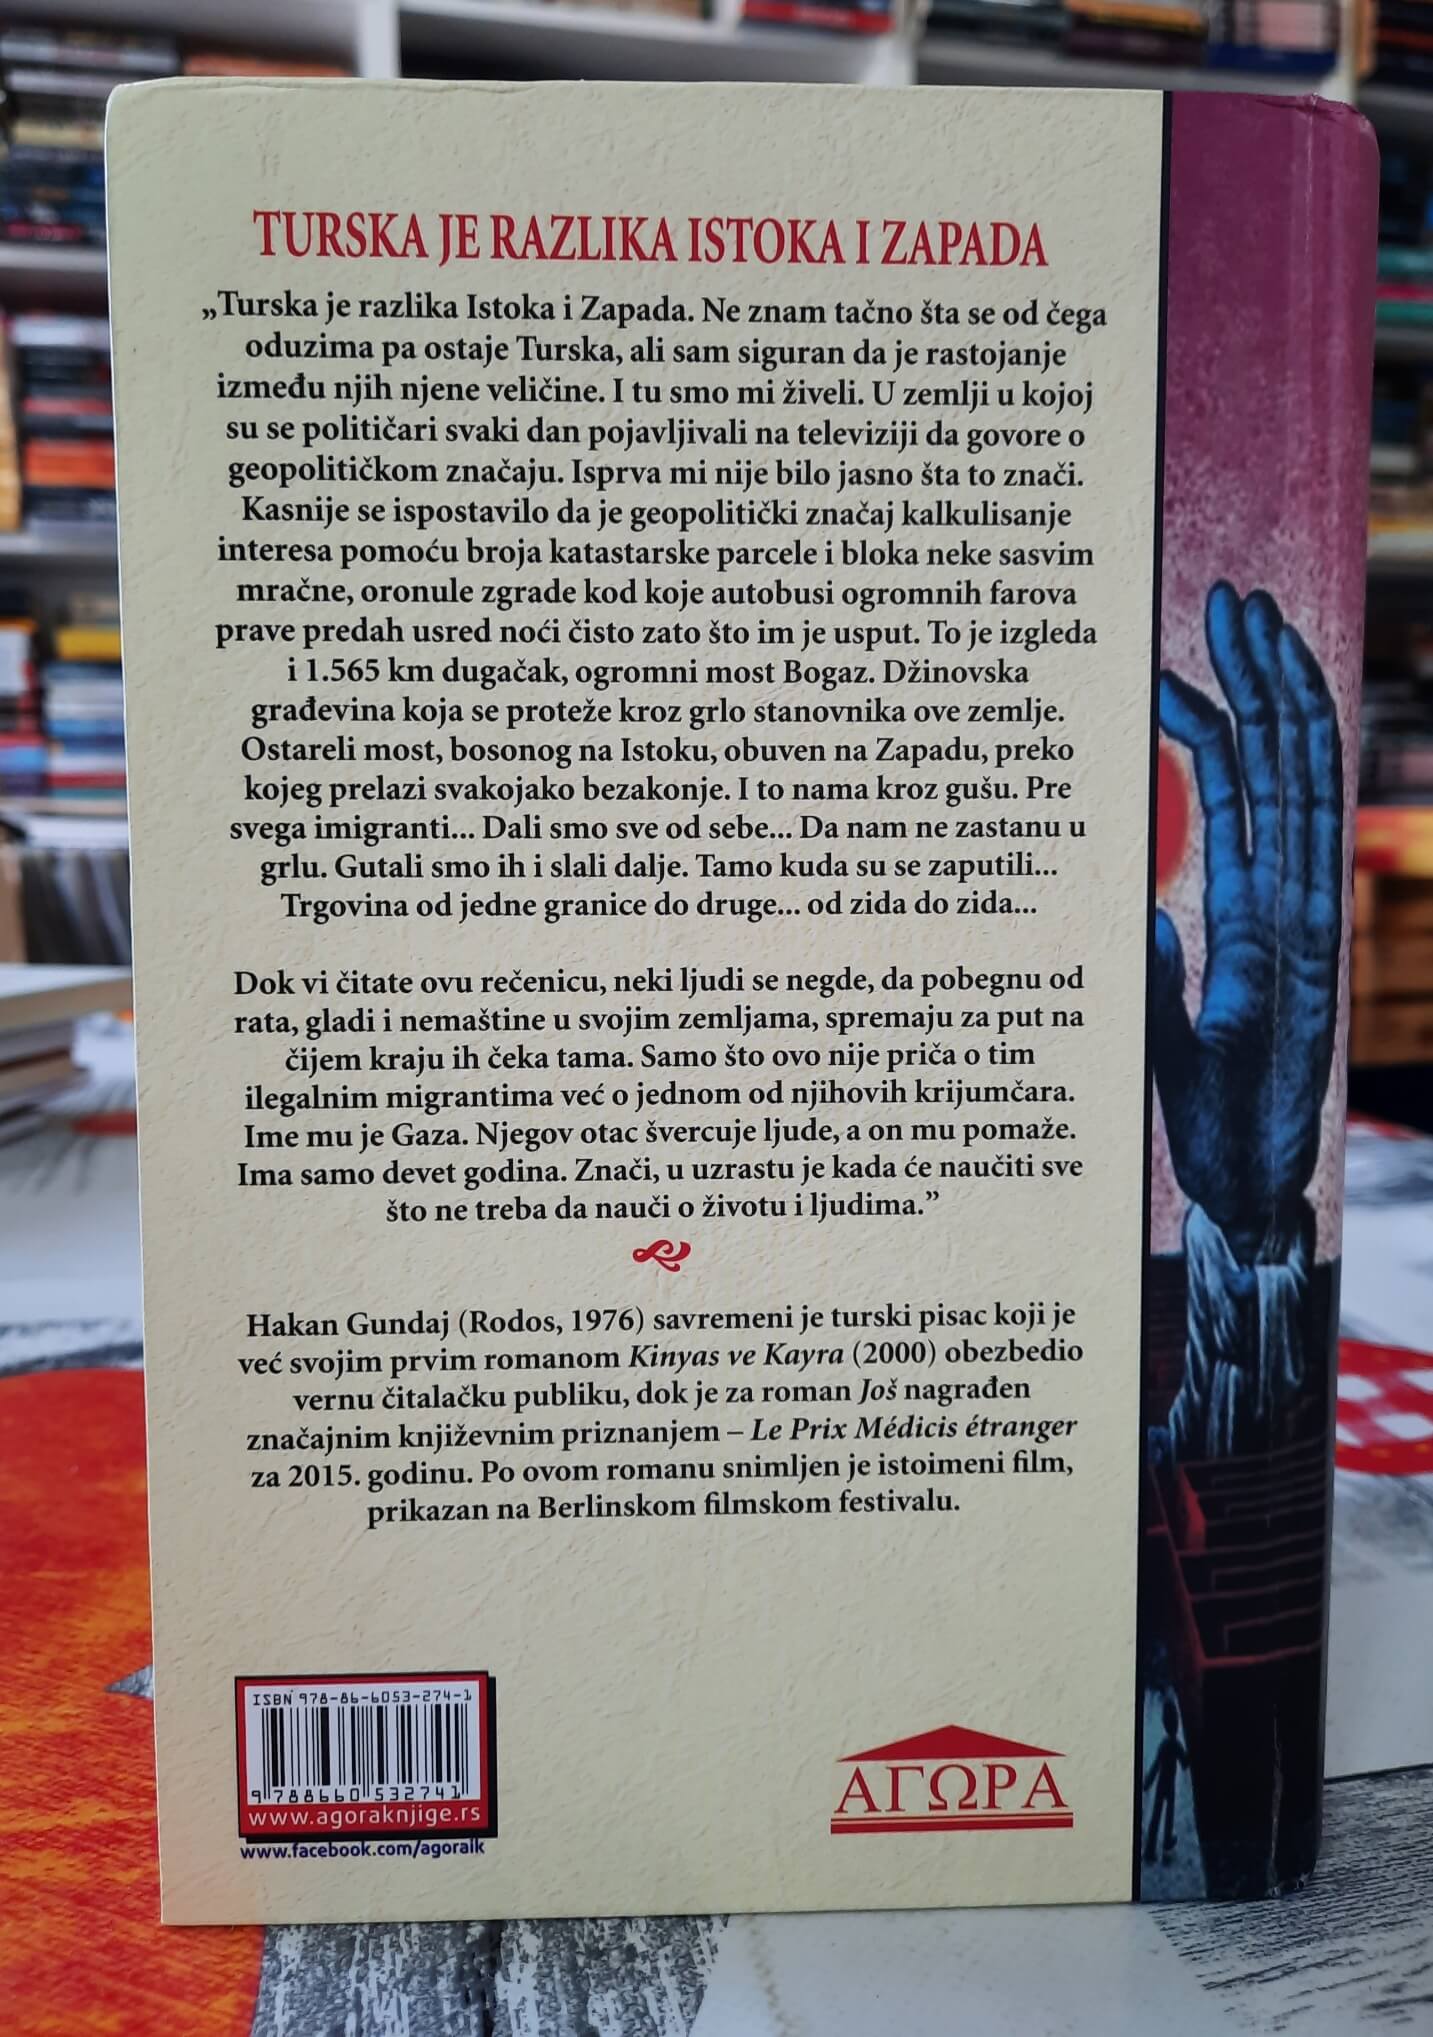 TURSKA JE RAZLIKA ISTOKA I ZAPADA
„Turska je razlika Istoka i Zapada. Ne znam tačno šta se od čega
oduzima pa ostaje Turska, ali sam siguran da je rastojanje
između njih njene veličine. I tu smo mi živeli. U zemlji u kojoj
su se političari svaki dan pojavljivali na televiziji da govore o
geopolitičkom značaju. Isprva mi nije bilo jasno šta to znači.
Kasnije se ispostavilo da je geopolitički značaj kalkulisanje
interesa pomoću broja katastarske parcele i bloka neke sasvim
mračne, oronule zgrade kod koje autobusi ogromnih farova
prave predah usred noći čisto zato što im je usput. To je izgleda
i 1.565 km dugačak, ogromni most Bogaz. Džinovska
građevina koja se proteže kroz grlo stanovnika ove zemlje.
Ostareli most, bosonog na Istoku, obuven na Zapadu, preko
kojeg prelazi svakojako bezakonje. I to nama kroz gušu. Pre
svega imigranti... Dali smo sve od sebe... Da nam ne zastanu u
grlu. Gutali smo ih i slali dalje. Tamo kuda su se zaputili...
Trgovina od jedne granice do druge... od zida do zida...
Dok vi čitate ovu rečenicu, neki ljudi se negde, da pobegnu od
rata, gladi i nemaštine u svojim zemljama, spremaju za put na
čijem kraju ih čeka tama. Samo što ovo nije priča o tim
ilegalnim migrantima već o jednom od njihovih krijumčara.
Ime mu je Gaza. Njegov otac švercuje ljude, a on mu pomaže.
Ima samo devet godina. Znači, u uzrastu je kada će naučiti sve
što ne treba da nauči o životu i ljudima.”
Hakan Gundaj (Rodos, 1976) savremeni je turski pisac koji je
već svojim prvim romanom Kinyas ve Kayra (2000) obezbedio
vernu čitalačku publiku, dok je za roman Još nagrađen
značajnim književnim priznanjem – Le Prix Médicis étranger
za 2015. godinu. Po ovom romanu snimljen je istoimeni film,
prikazan na Berlinskom filmskom festivalu.
ISBN 978-86-6053-274-1
9 788660 532741
www.agoraknjige.rs
www.facebook.com/agoraik
ΑΓΩΡΑ